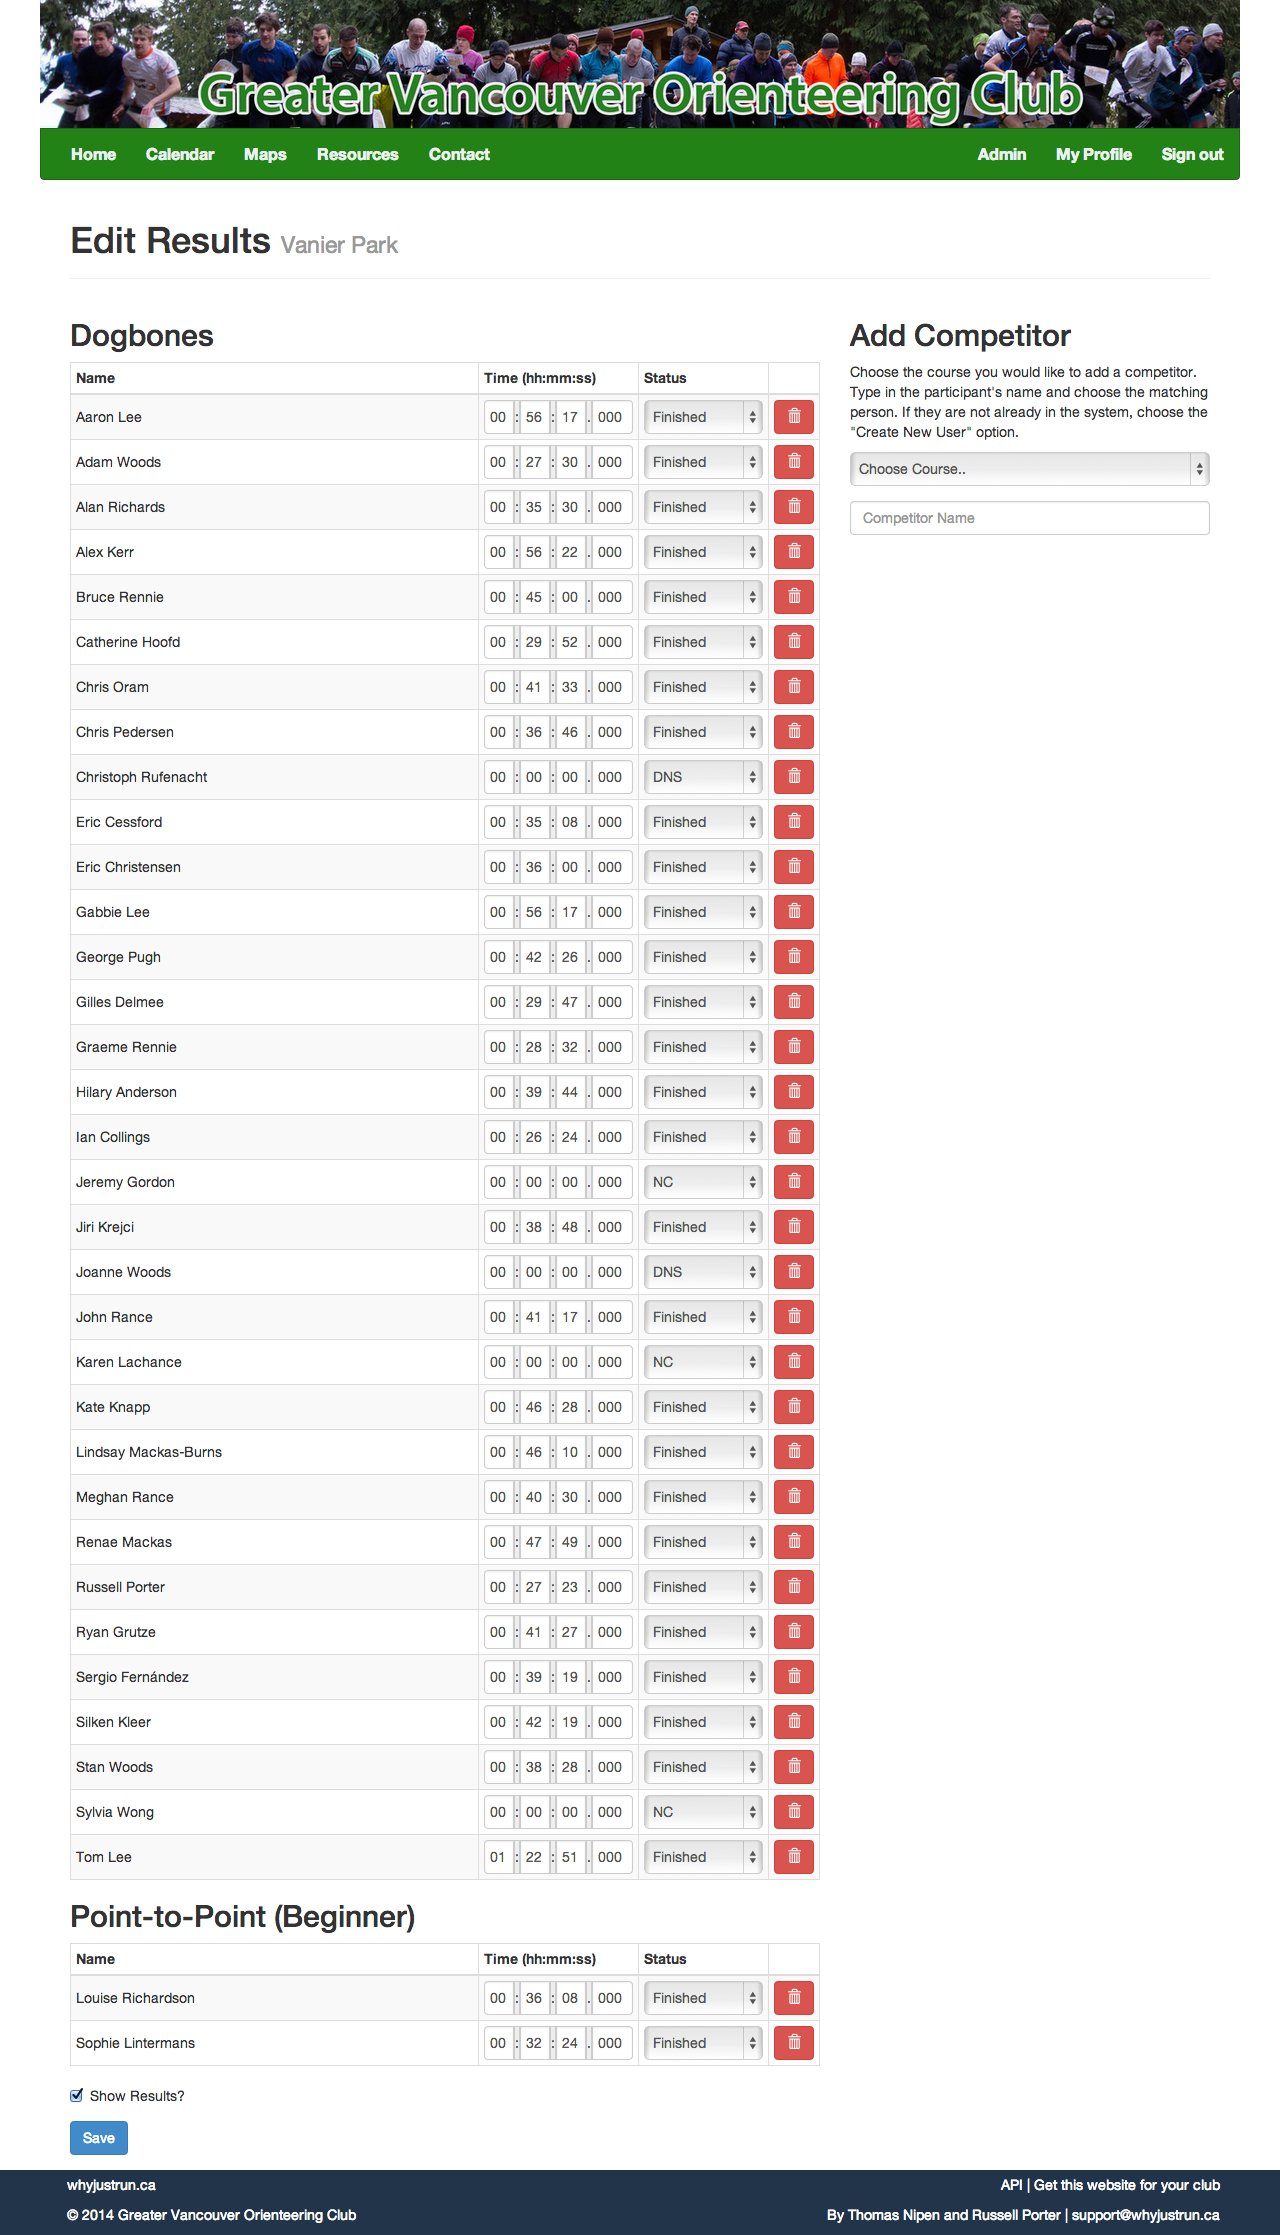 Greater Vancouver Orienteering Club
Home Calendar Maps Resources Contact Admin My Profile Sign out
Edit Results Vanier Park
Dogbones
Name Time (hh:mm:ss) Status
Aaron Lee 00 : 56 : 17 . 000 Finished
Adam Woods 00 : 27 : 30 . 000 Finished
Alan Richards 00 : 35 : 30 . 000 Finished
Alex Kerr 00 : 56 : 22 . 000 Finished
Bruce Rennie 00 : 45 : 00 . 000 Finished
Catherine Hoofd 00 : 29 : 52 . 000 Finished
Chris Oram 00 : 41 : 33 . 000 Finished
Chris Pedersen 00 : 36 : 46 . 000 Finished
Christoph Rufenacht 00 : 00 : 00 . 000 DNS
Eric Cessford 00 : 35 : 08 . 000 Finished
Eric Christensen 00 : 36 : 00 . 000 Finished
Gabbie Lee 00 : 56 : 17 . 000 Finished
George Pugh 00 : 42 : 26 . 000 Finished
Gilles Delmee 00 : 29 : 47 . 000 Finished
Graeme Rennie 00 : 28 : 32 . 000 Finished
Hilary Anderson 00 : 39 : 44 . 000 Finished
Ian Collings 00 : 26 : 24 . 000 Finished
Jeremy Gordon 00 : 00 : 00 . 000 NC
Jiri Krejci 00 : 38 : 48 . 000 Finished
Joanne Woods 00 : 00 : 00 . 000 DNS
John Rance 00 : 41 : 17 . 000 Finished
Karen Lachance 00 : 00 : 00 . 000 NC
Kate Knapp 00 : 46 : 28 . 000 Finished
Lindsay Mackas-Burns 00 : 46 : 10 . 000 Finished
Meghan Rance 00 : 40 : 30 . 000 Finished
Renae Mackas 00 : 47 : 49 . 000 Finished
Russell Porter 00 : 27 : 23 . 000 Finished
Ryan Grutze 00 : 41 : 27 . 000 Finished
Sergio Fernández 00 : 39 : 19 . 000 Finished
Silken Kleer 00 : 42 : 19 . 000 Finished
Stan Woods 00 : 38 : 28 . 000 Finished
Sylvia Wong 00 : 00 : 00 . 000 NC
Tom Lee 01 : 22 : 51 . 000 Finished
Point-to-Point (Beginner)
Name Time (hh:mm:ss) Status
Louise Richardson 00 : 36 : 08 . 000 Finished
Sophie Lintermans 00 : 32 : 24 . 000 Finished
Show Results?
Save
Add Competitor
Choose the course you would like to add a competitor.
Type in the participant's name and choose the matching
person. If they are not already in the system, choose the
"Create New User" option.
Choose Course..
Competitor Name
whyjustrun.ca API | Get this website for your club
© 2014 Greater Vancouver Orienteering Club By Thomas Nipen and Russell Porter | support@whyjustrun.ca